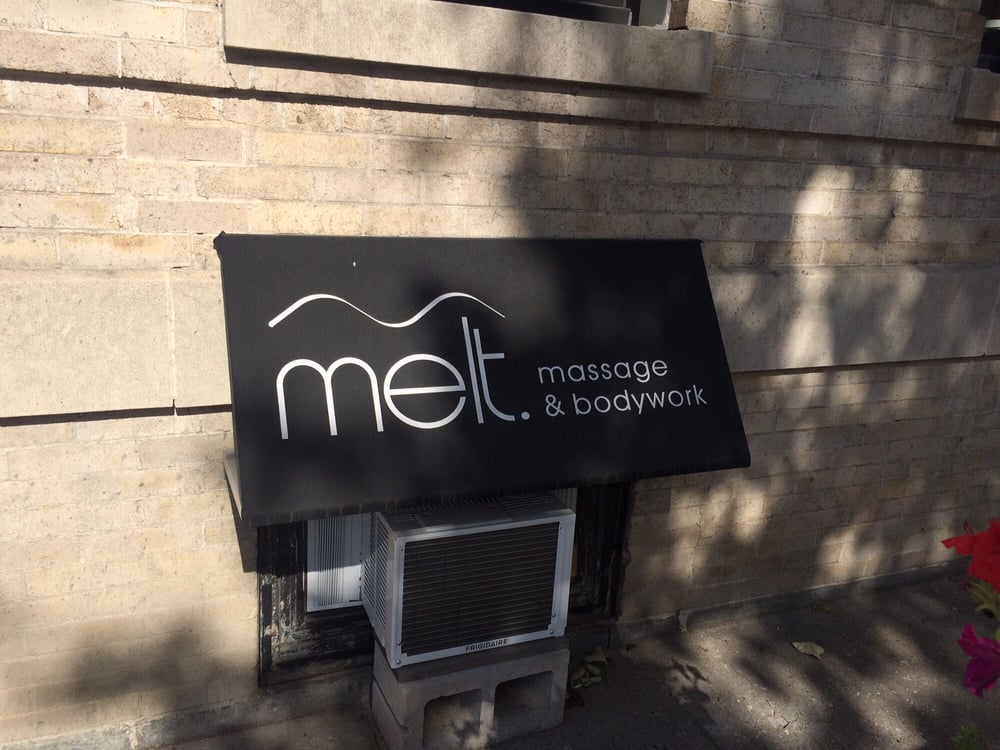 melt.
massage
& bodywork
FRIGIDAIRE